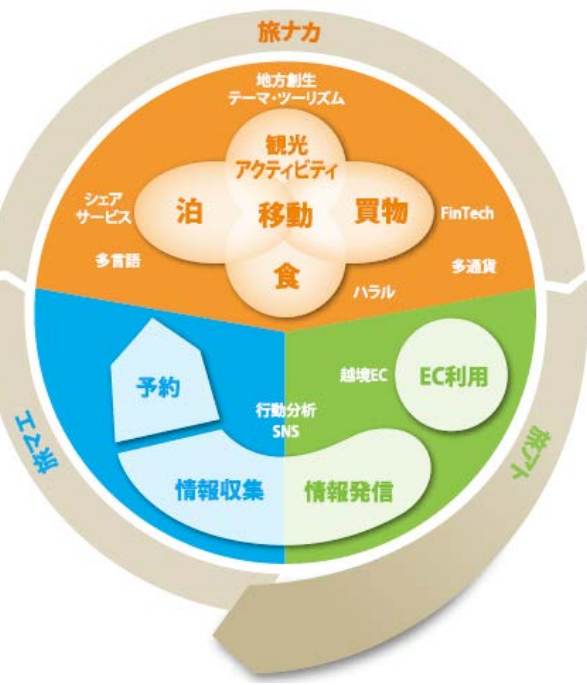 旅ナカ
地方創生
テーマ・ツーリズム
観光
アクティビティ
シェア
サービス
泊
移動
買物
FinTech
多言語
食
ハラル
多通貨
予約
越境EC
EC利用
行動分析
SNS
旅マエ
旅アト
情報収集
情報発信